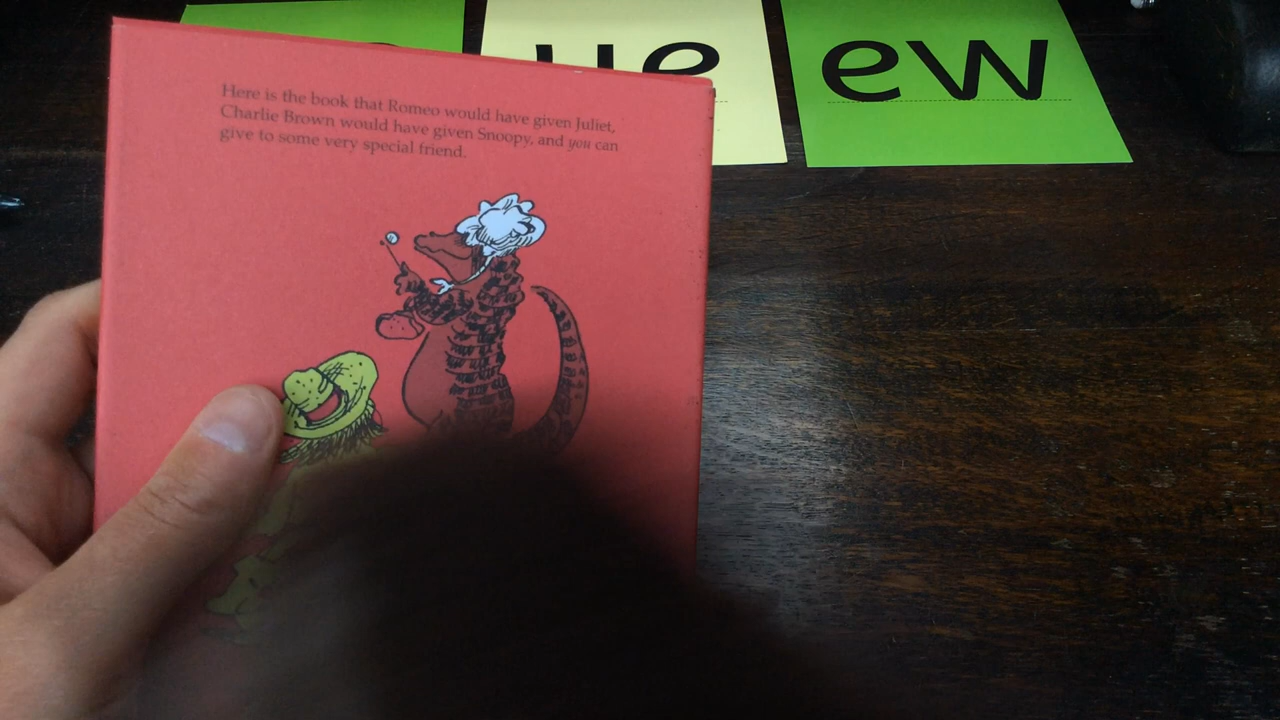 ue
ew
Here is the book that Romeo would have given Juliet,
Charlie Brown would have given Snoopy, and you can
give to some very special friend.